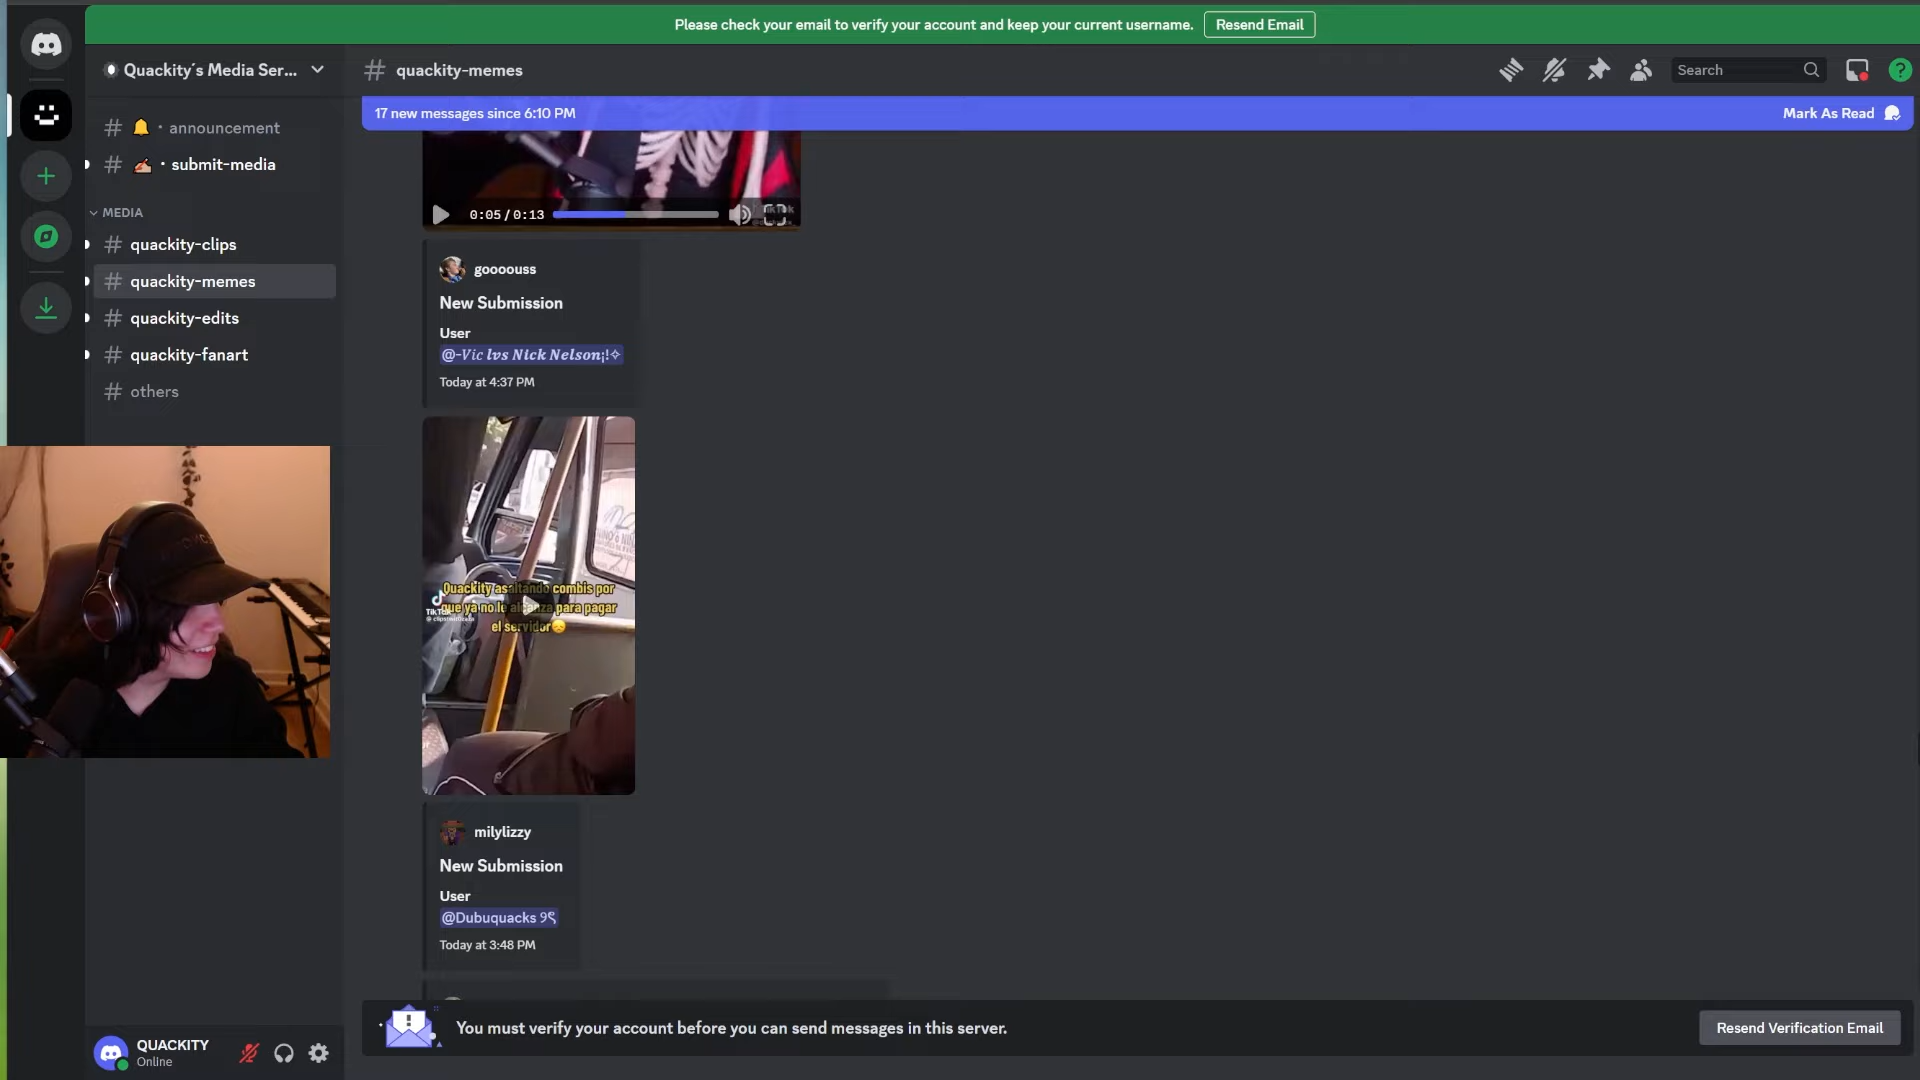 Please check your email to verify your account and keep your current username. Resend Email
Quackity´s Media Ser...
quackity-memes
Search
17 new messages since 6:10 PM
Mark As Read
announcement
submit-media
MEDIA
quackity-clips
quackity-memes
quackity-edits
quackity-fanart
others
0:05 / 0:13
gooooouss
New Submission
User
@-Vic lvs Nick Nelson¡!✧
Today at 4:37 PM
Quackity asaltando combis por
que ya no le alcanza para pagar
el servidor😞
TikTok
milylizzy
New Submission
User
@Dubuquacks
Today at 3:48 PM
You must verify your account before you can send messages in this server.
Resend Verification Email
QUACKITY
Online